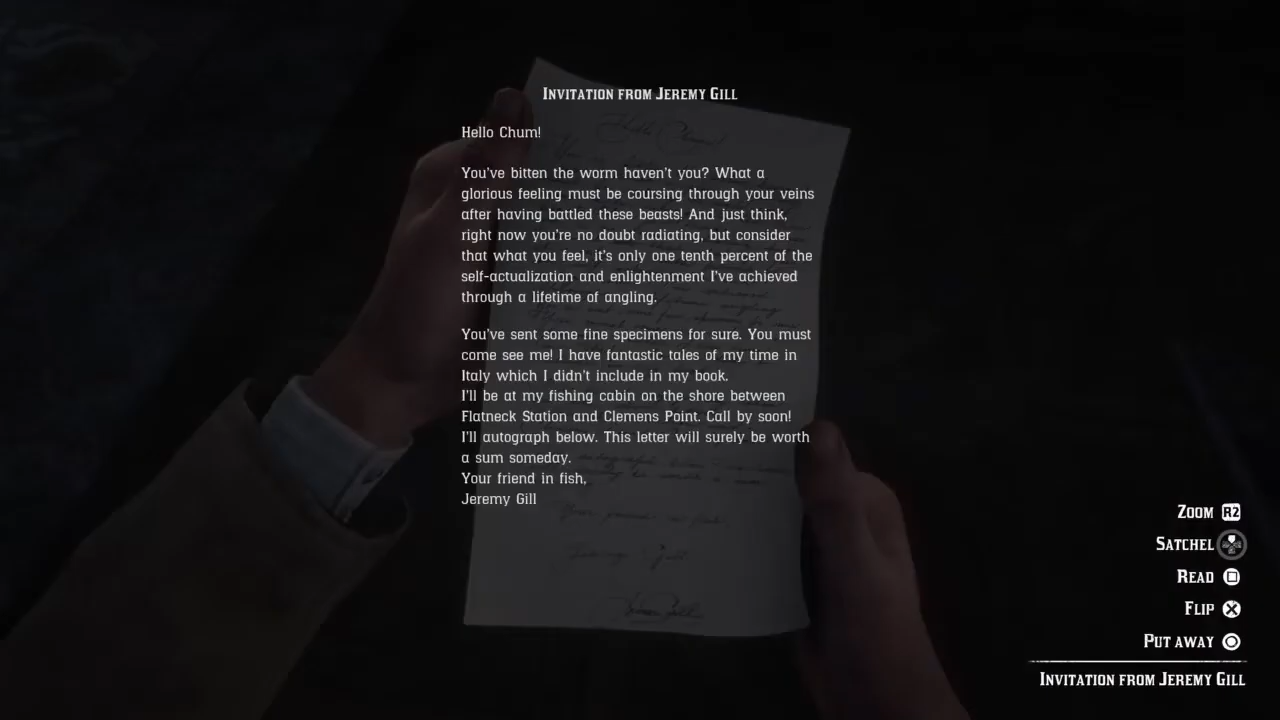 Invitation from Jeremy Gill
Hello Chum!
You've bitten the worm haven't you? What a
glorious feeling must be coursing through your veins
after having battled these beasts! And just think,
right now you're no doubt radiating, but consider
that what you feel, it's only one tenth percent of the
self-actualization and enlightenment I've achieved
through a lifetime of angling.
You've sent some fine specimens for sure. You must
come see me! I have fantastic tales of my time in
Italy which I didn't include in my book.
I'll be at my fishing cabin on the shore between
Flatneck Station and Clemens Point. Call by soon!
I'll autograph below. This letter will surely be worth
a sum someday.
Your friend in fish,
Jeremy Gill
Zoom R2
Satchel
Read
Flip
Put away
Invitation from Jeremy Gill